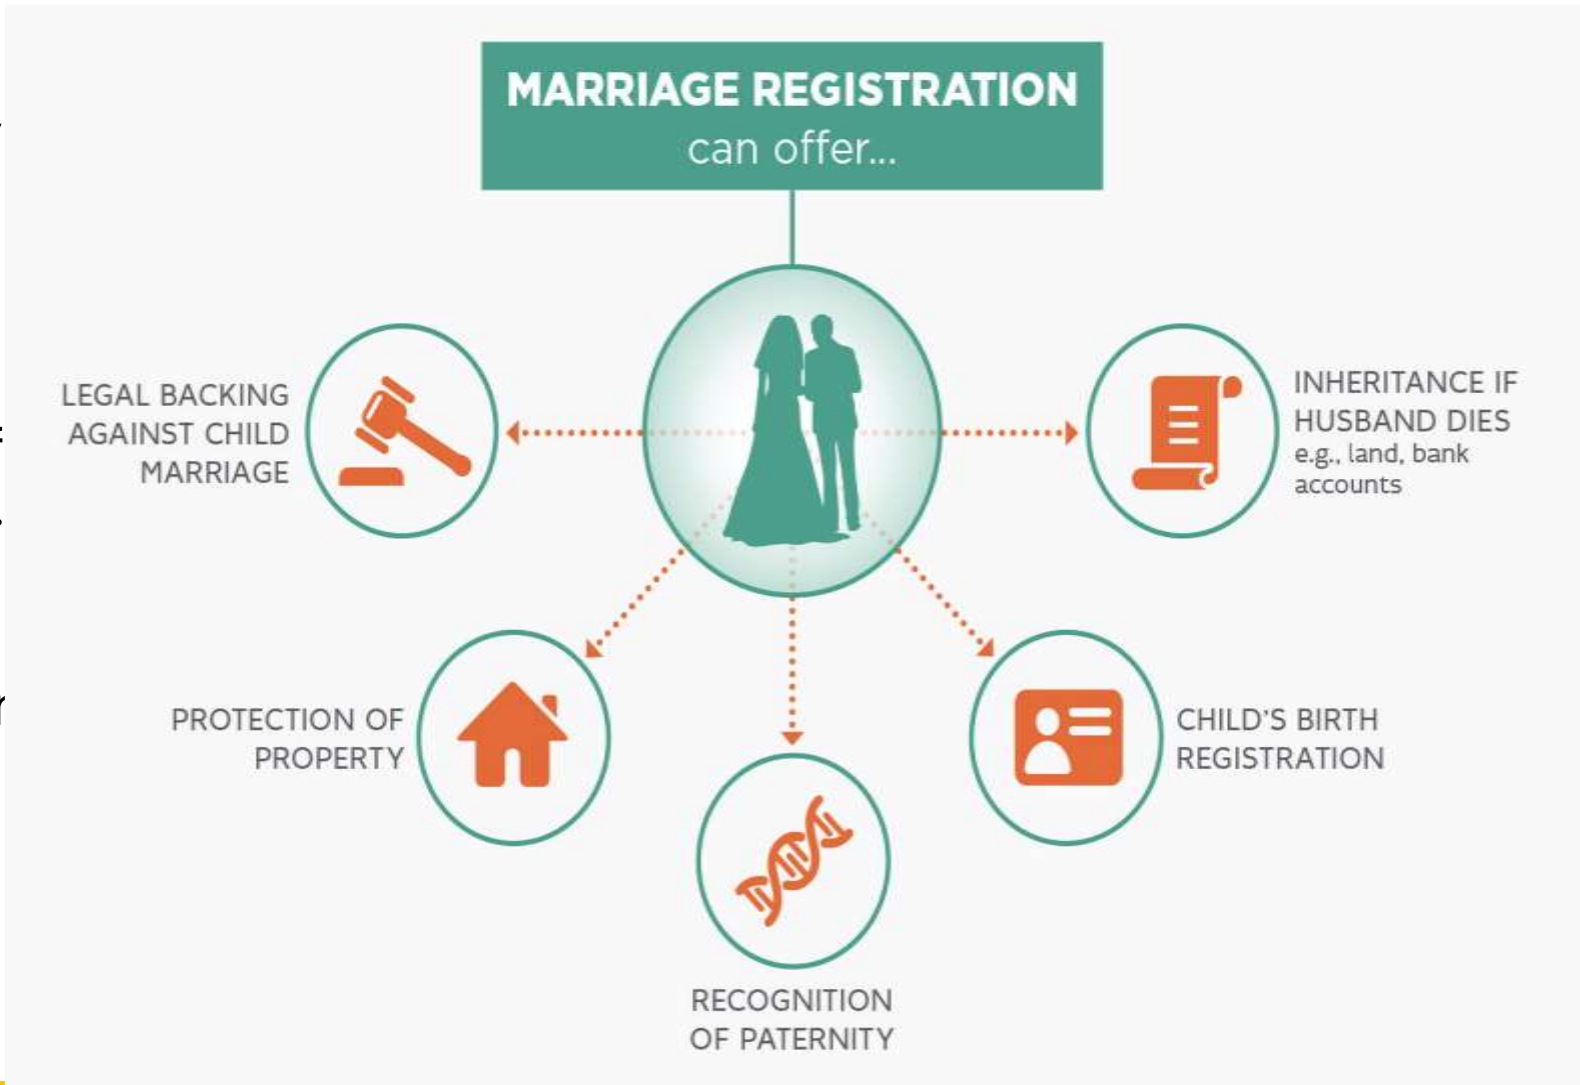 MARRIAGE REGISTRATION
can offer...
LEGAL BACKING
AGAINST CHILD
MARRIAGE
INHERITANCE IF
HUSBAND DIES
e.g., land, bank
accounts
PROTECTION OF
PROPERTY
CHILD'S BIRTH
REGISTRATION
RECOGNITION
OF PATERNITY